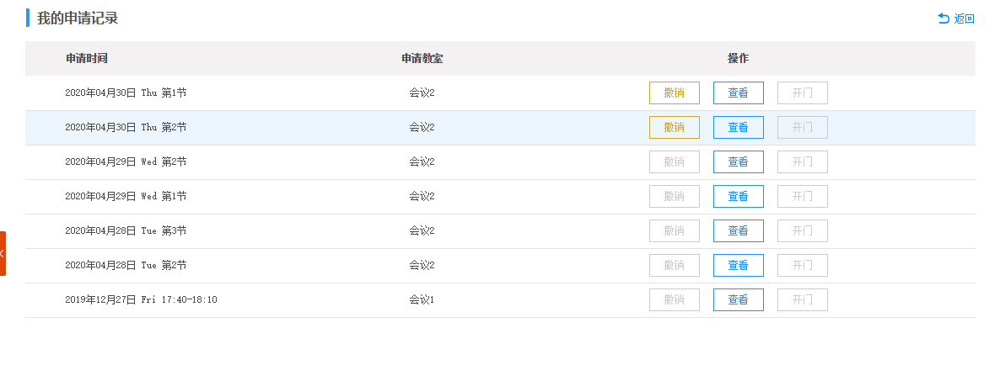 我的申请记录 返回
申请时间 申请教室 操作
2020年04月30日 Thu 第1节 会议2 撤销 查看 开门
2020年04月30日 Thu 第2节 会议2 撤销 查看 开门
2020年04月29日 Wed 第2节 会议2 撤销 查看 开门
2020年04月29日 Wed 第1节 会议2 撤销 查看 开门
2020年04月28日 Tue 第3节 会议2 撤销 查看 开门
2020年04月28日 Tue 第2节 会议2 撤销 查看 开门
2019年12月27日 Fri 17:40-18:10 会议1 撤销 查看 开门